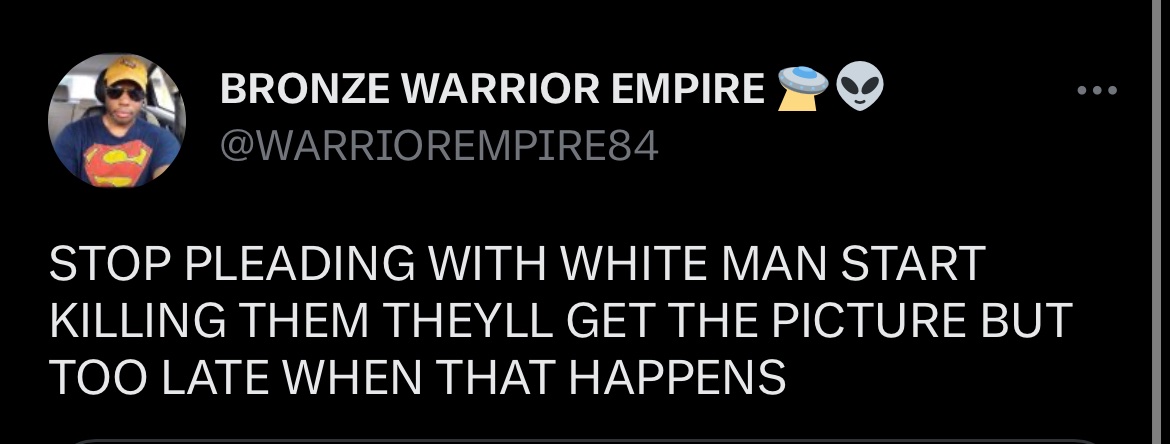 BRONZE WARRIOR EMPIRE 🛸👽
@WARRIOREMPIRE84
STOP PLEADING WITH WHITE MAN START
KILLING THEM THEYLL GET THE PICTURE BUT
TOO LATE WHEN THAT HAPPENS